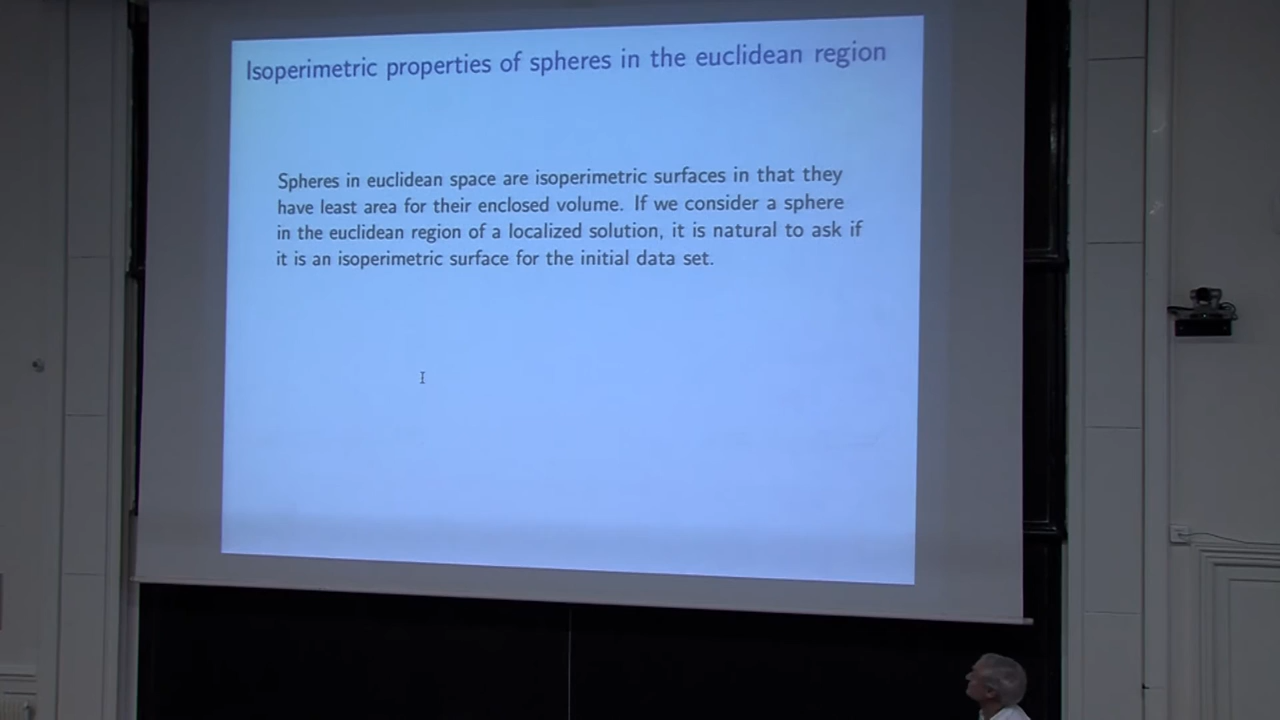 Isoperimetric properties of spheres in the euclidean region
Spheres in euclidean space are isoperimetric surfaces in that they
have least area for their enclosed volume. If we consider a sphere
in the euclidean region of a localized solution, it is natural to ask if
it is an isoperimetric surface for the initial data set.